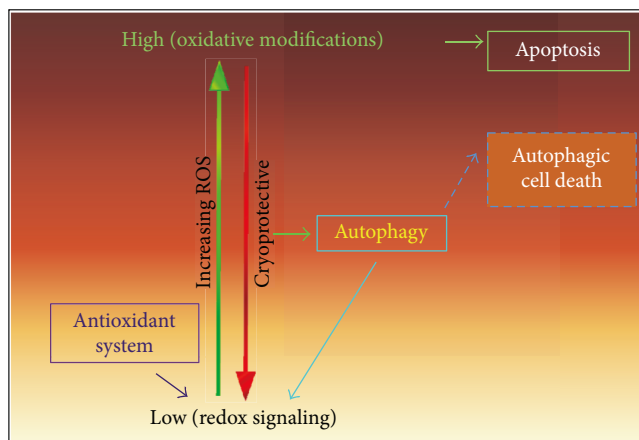 High (oxidative modifications)
Apoptosis
Autophagic
cell death
Increasing ROS
Cryoprotective
Autophagy
Antioxidant
system
Low (redox signaling)